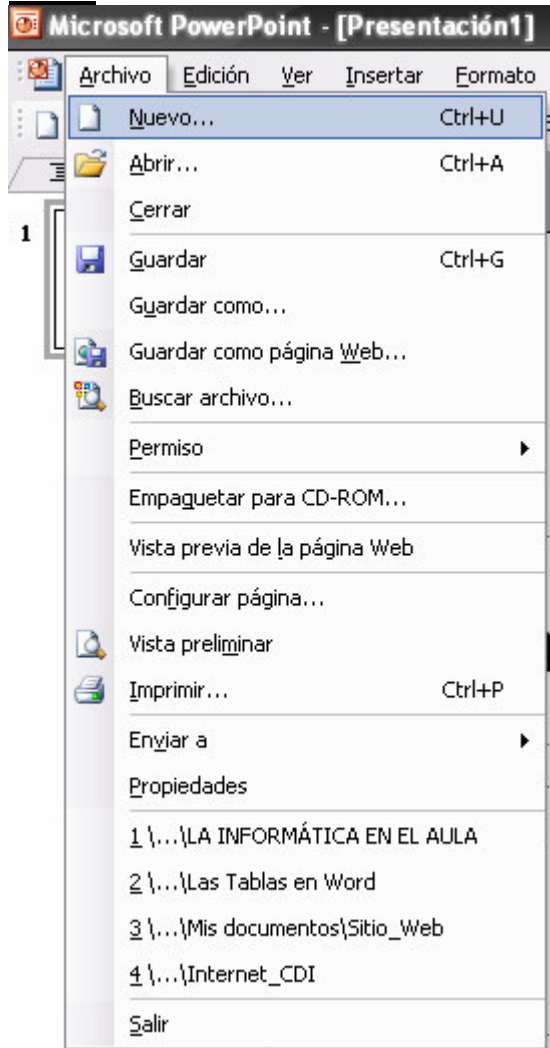 Microsoft PowerPoint - [Presentación1]
Archivo Edición Ver Insertar Formato
Nuevo... Ctrl+U
Abrir... Ctrl+A
Cerrar
Guardar Ctrl+G
Guardar como...
Guardar como página Web...
Buscar archivo...
Permiso
Empaquetar para CD-ROM...
Vista previa de la página Web
Configurar página...
Vista preliminar
Imprimir... Ctrl+P
Enviar a
Propiedades
1 \...\LA INFORMÁTICA EN EL AULA
2 \...\Las Tablas en Word
3 \...\Mis documentos\Sitio_Web
4 \...\Internet_CDI
Salir
1